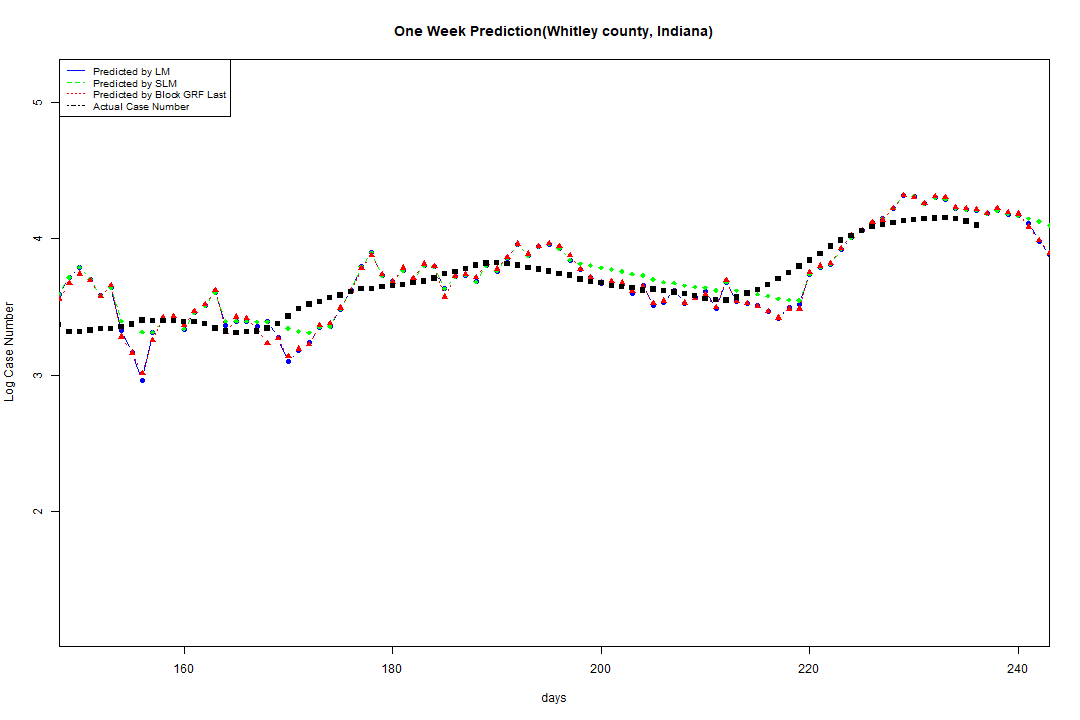 One Week Prediction(Whitley county, Indiana)
Predicted by LM
Predicted by SLM
Predicted by Block GRF Last
Actual Case Number
5
4
3
2
Log Case Number
160
180
200
220
240
days